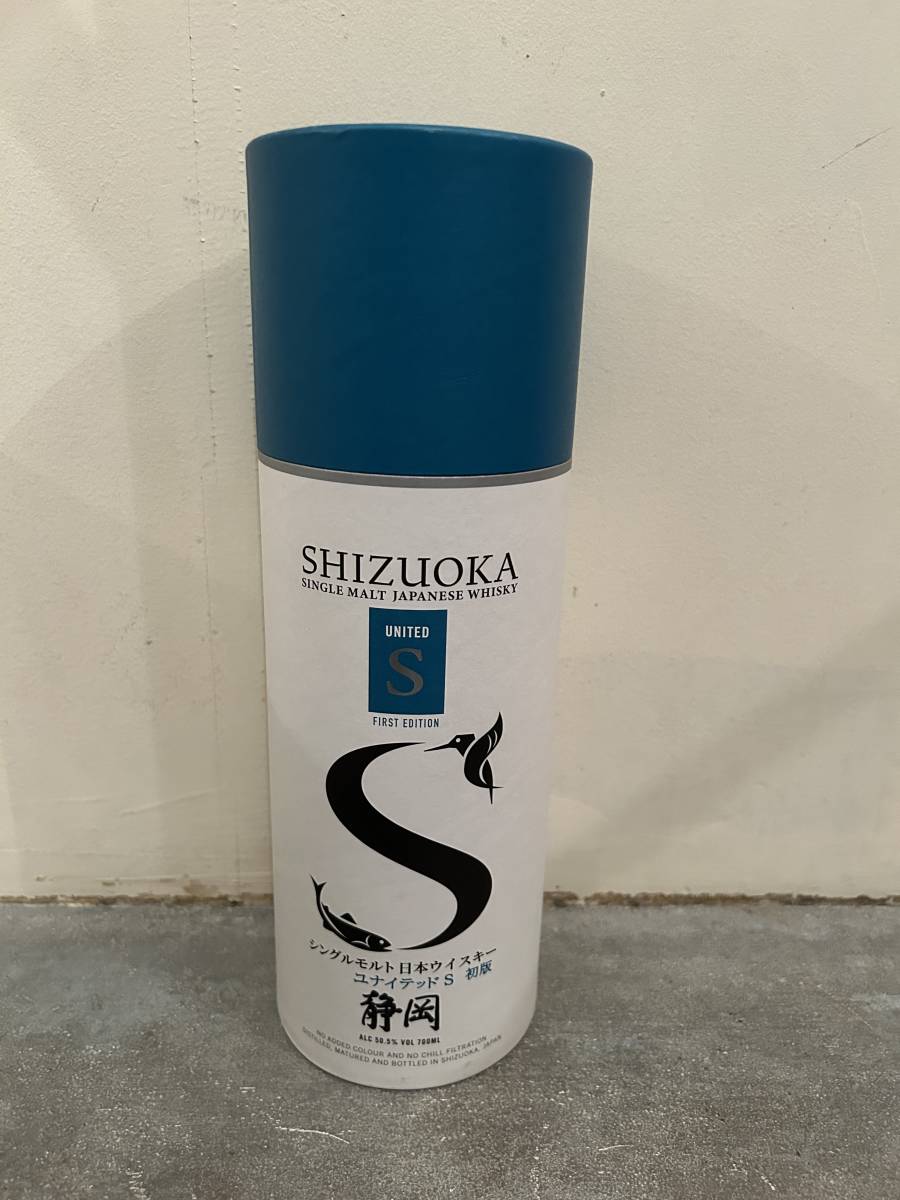 SHIZUOKA
SINGLE MALT JAPANESE WHISKY
UNITED
S
FIRST EDITION
S
シングルモルト日本ウイスキー
ユナイテッド S 初版
静岡
ALC 50.5% VOL 700ML
NO ADDED COLOUR AND NO CHILL FILTRATION
DISTILLED, MATURED AND BOTTLED IN SHIZUOKA, JAPAN